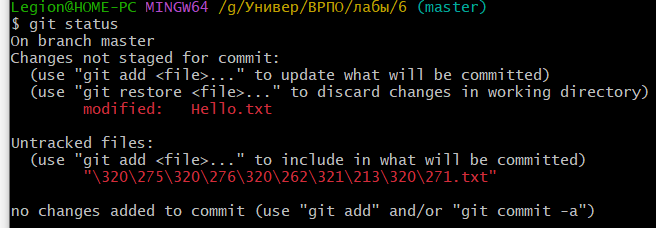 Legion@HOME-PC MINGW64 /g/Универ/ВРПО/лабы/6 (master)
$ git status
On branch master
Changes not staged for commit:
  (use "git add <file>..." to update what will be committed)
  (use "git restore <file>..." to discard changes in working directory)
        modified:   Hello.txt

Untracked files:
  (use "git add <file>..." to include in what will be committed)
        "\320\275\320\276\320\262\321\213\320\271.txt"

no changes added to commit (use "git add" and/or "git commit -a")